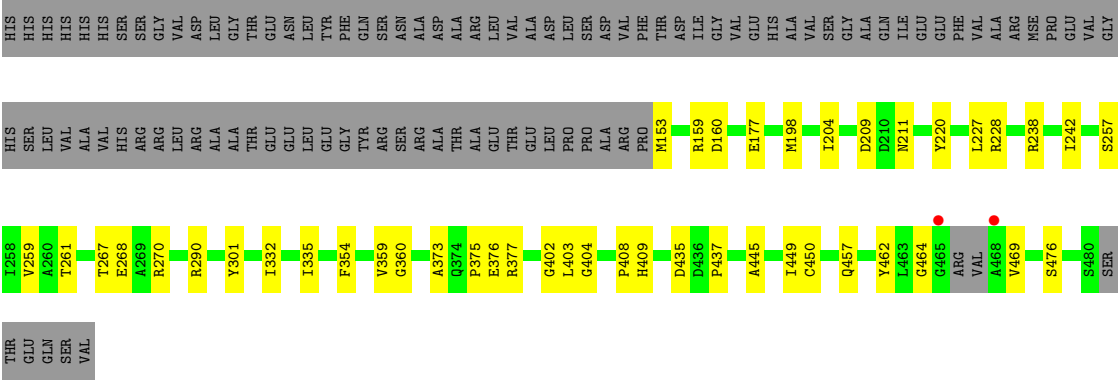 HIS HIS HIS HIS HIS HIS SER SER GLY VAL ASP LEU GLY THR GLU ASN LEU TYR PHE GLN SER ASN ALA ASP ALA ARG LEU VAL ALA ASP LEU SER ASP VAL PHE THR ASP ILE GLY VAL GLU HIS ALA VAL SER GLY ALA GLN ILE GLU GLU PHE VAL ALA ARG MSE PRO GLU VAL GLY
HIS SER LEU VAL ALA VAL HIS ARG ARG LEU ARG ALA ALA THR GLU GLU LEU GLU GLY TYR ARG SER ARG ALA THR ALA GLU THR GLU LEU PRO PRO ALA ARG PRO M153 R159 D160 E177 M198 I204 D209 D210 N211 Y220 L227 R228 R238 I242 S257
I258 V259 A260 T261 T267 E268 A269 R270 R290 Y301 I332 I335 F354 V359 G360 A373 Q374 P375 E376 R377 G402 L403 G404 P408 H409 D435 D436 P437 A445 I449 C450 Q457 Y462 L463 G464 G465 ARG VAL A468 V469 S476 S480 SER
THR GLU GLN SER VAL